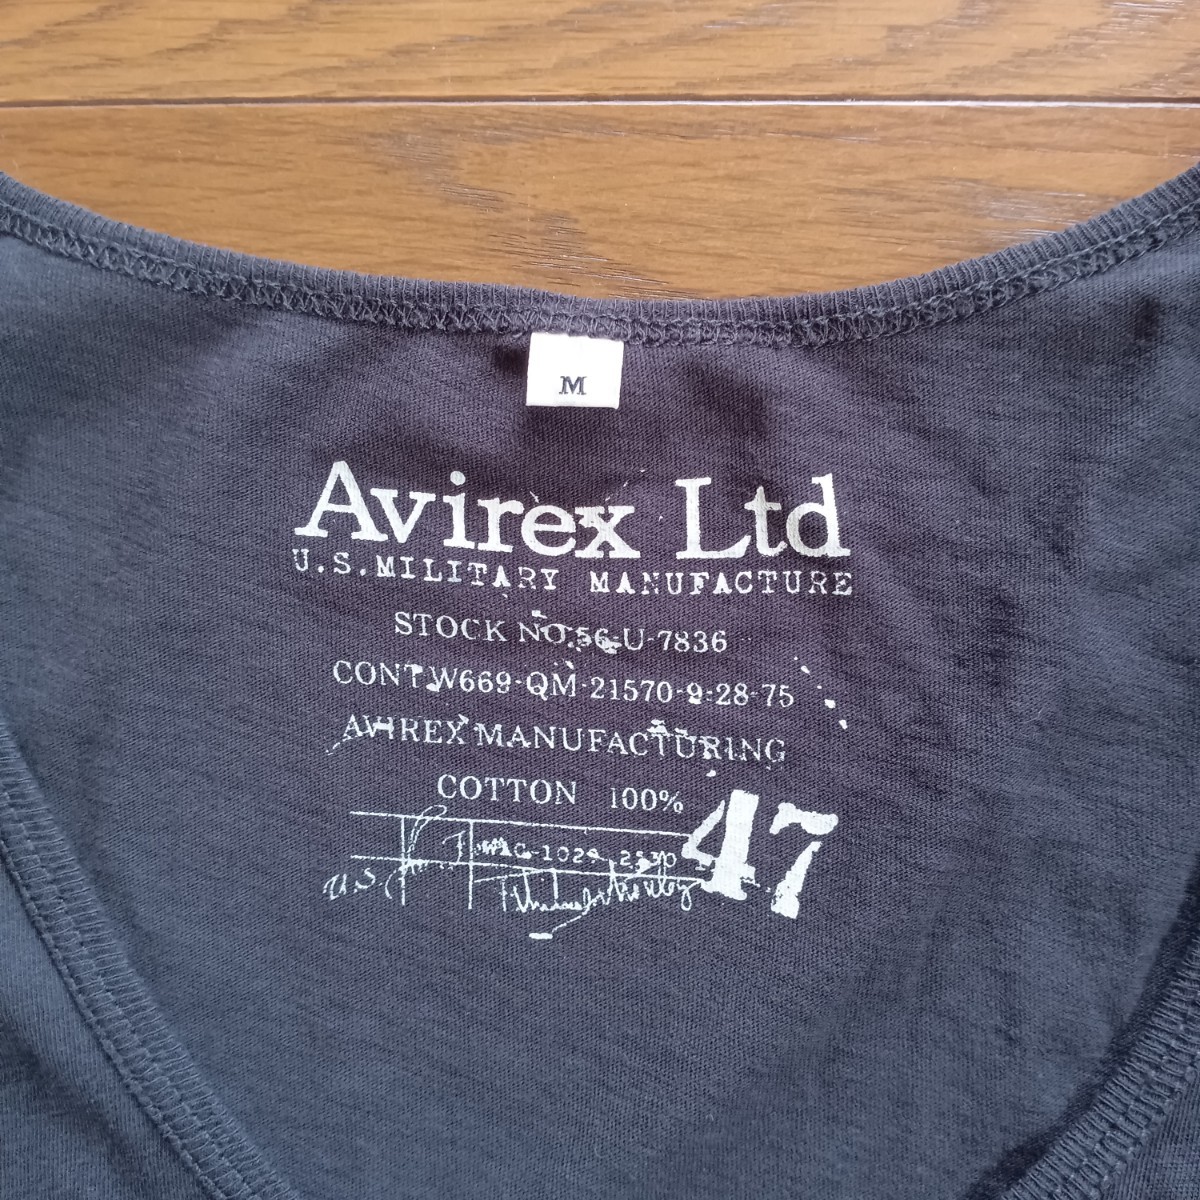 M
Avirex Ltd
U.S. MILITARY MANUFACTURE
STOCK NO.56-U-7836
CONT.W669-QM-21570-9-28-75
AVIREX MANUFACTURING
COTTON 100%
47
U.S.